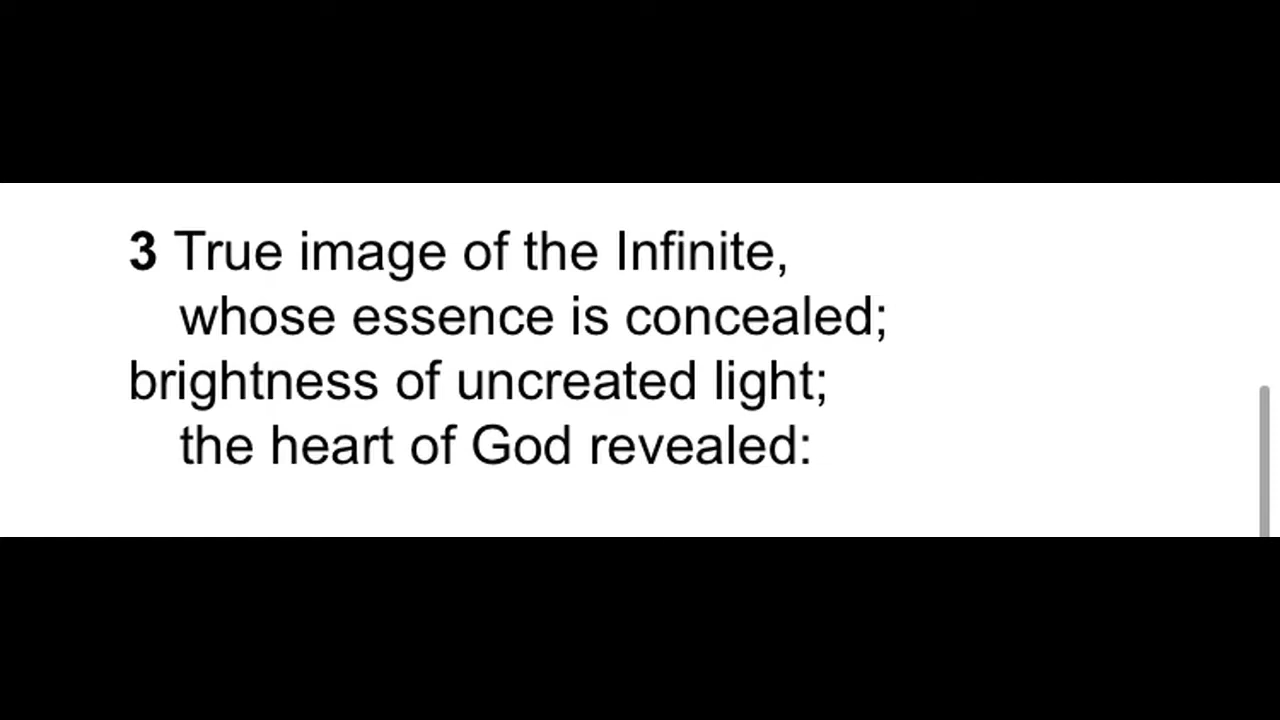 3 True image of the Infinite,
whose essence is concealed;
brightness of uncreated light;
the heart of God revealed: